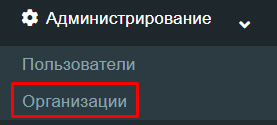 Администрирование
Пользователи
Организации